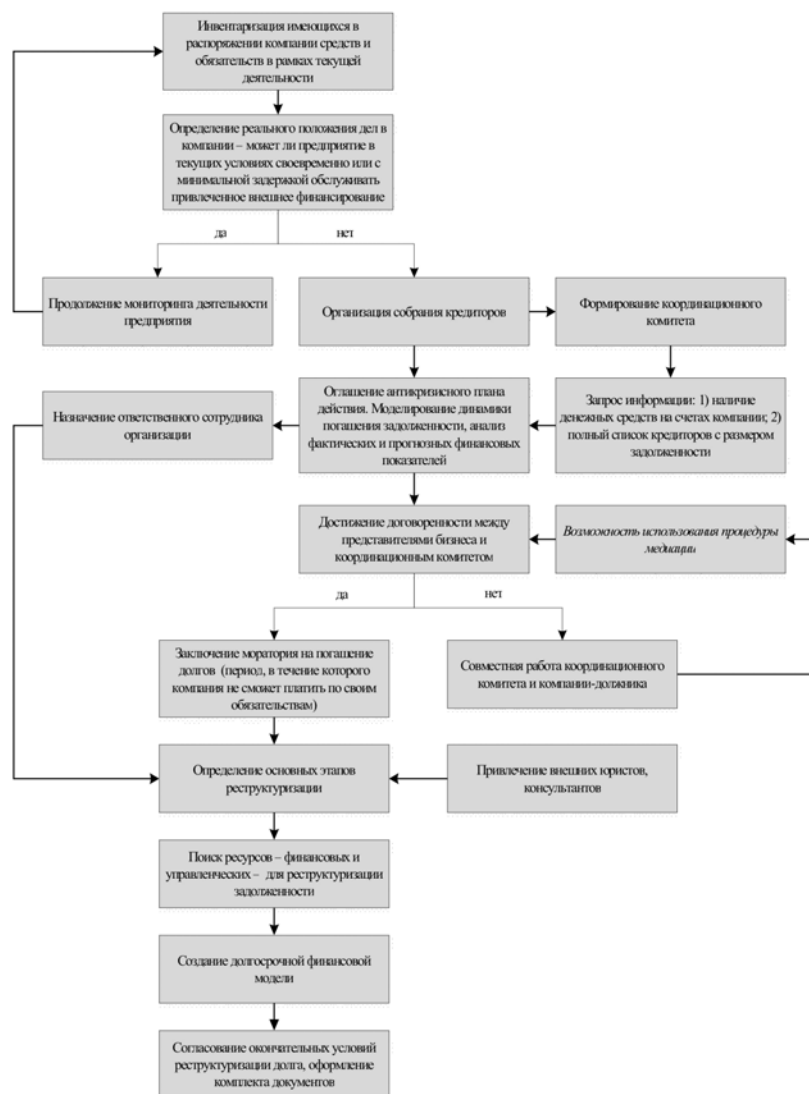 Инвентаризация имеющихся в
распоряжении компании средств и
обязательств в рамках текущей
деятельности
Определение реального положения дел в
компании – может ли предприятие в
текущих условиях своевременно или с
минимальной задержкой обслуживать
привлеченное внешнее финансирование
да
нет
Продолжение мониторинга деятельности
предприятия
Организация собрания кредиторов
Формирование координационного
комитета
Назначение ответственного сотрудника
организации
Оглашение антикризисного плана
действия. Моделирование динамики
погашения задолженности, анализ
фактических и прогнозных финансовых
показателей
Запрос информации: 1) наличие
денежных средств на счетах компании; 2)
полный список кредиторов с размером
задолженности
Достижение договоренности между
представителями бизнеса и
координационным комитетом
Возможность использования процедуры
медиации
да
нет
Заключение моратория на погашение
долгов (период, в течение которого
компания не сможет платить по своим
обязательствам)
Совместная работа координационного
комитета и компании-должника
Определение основных этапов
реструктуризации
Привлечение внешних юристов,
консультантов
Поиск ресурсов – финансовых и
управленческих – для реструктуризации
задолженности
Создание долгосрочной финансовой
модели
Согласование окончательных условий
реструктуризации долга, оформление
комплекта документов